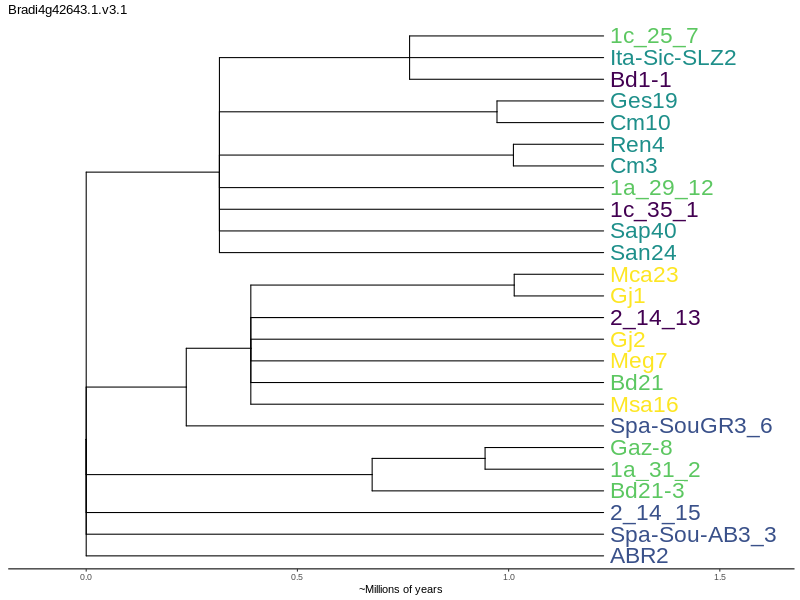 Bradi4g42643.1.v3.1
1c_25_7
Ita-Sic-SLZ2
Bd1-1
Ges19
Cm10
Ren4
Cm3
1a_29_12
1c_35_1
Sap40
San24
Mca23
Gj1
2_14_13
Gj2
Meg7
Bd21
Msa16
Spa-SouGR3_6
Gaz-8
1a_31_2
Bd21-3
2_14_15
Spa-Sou-AB3_3
ABR2
0.0 0.5 1.0 1.5
~Millions of years